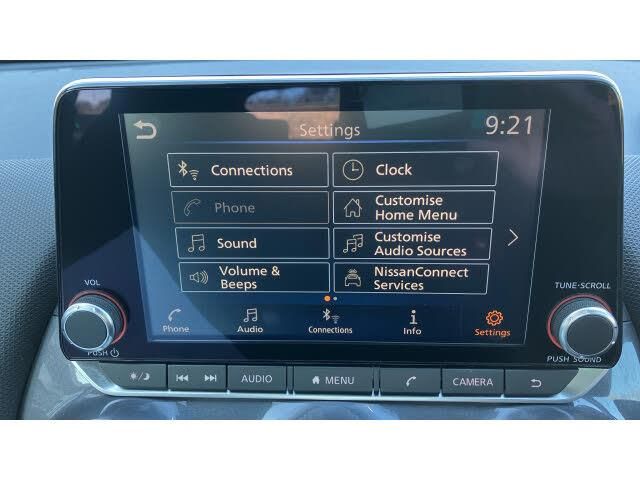 Settings
9:21
Connections
Clock
Phone
Customise
Home Menu
Sound
Customise
Audio Sources
Volume &
Beeps
NissanConnect
Services
Phone
Audio
Connections
Info
Settings
VOL
PUSH
TUNE·SCROLL
PUSH SOUND
AUDIO
MENU
CAMERA